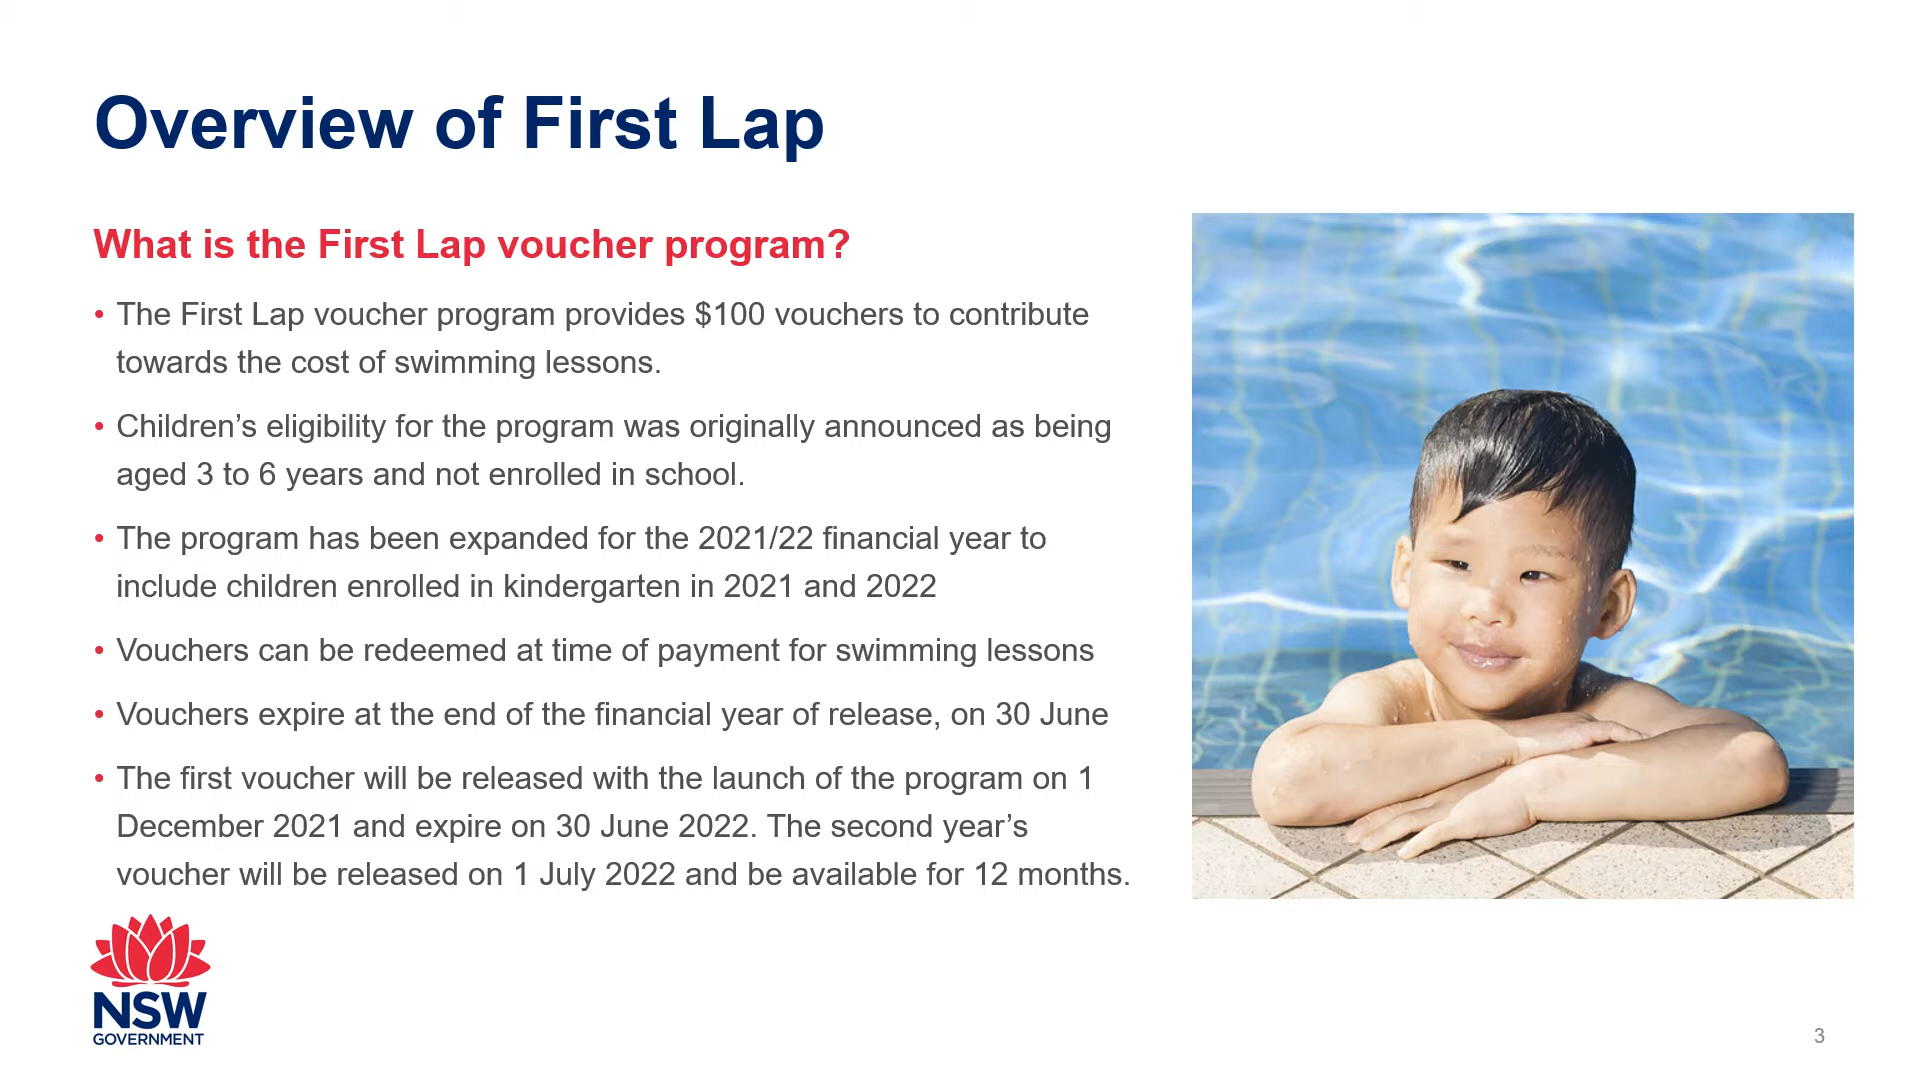 Overview of First Lap
What is the First Lap voucher program?
• The First Lap voucher program provides $100 vouchers to contribute
towards the cost of swimming lessons.
• Children’s eligibility for the program was originally announced as being
aged 3 to 6 years and not enrolled in school.
• The program has been expanded for the 2021/22 financial year to
include children enrolled in kindergarten in 2021 and 2022
• Vouchers can be redeemed at time of payment for swimming lessons
• Vouchers expire at the end of the financial year of release, on 30 June
• The first voucher will be released with the launch of the program on 1
December 2021 and expire on 30 June 2022. The second year’s
voucher will be released on 1 July 2022 and be available for 12 months.
NSW
GOVERNMENT
3